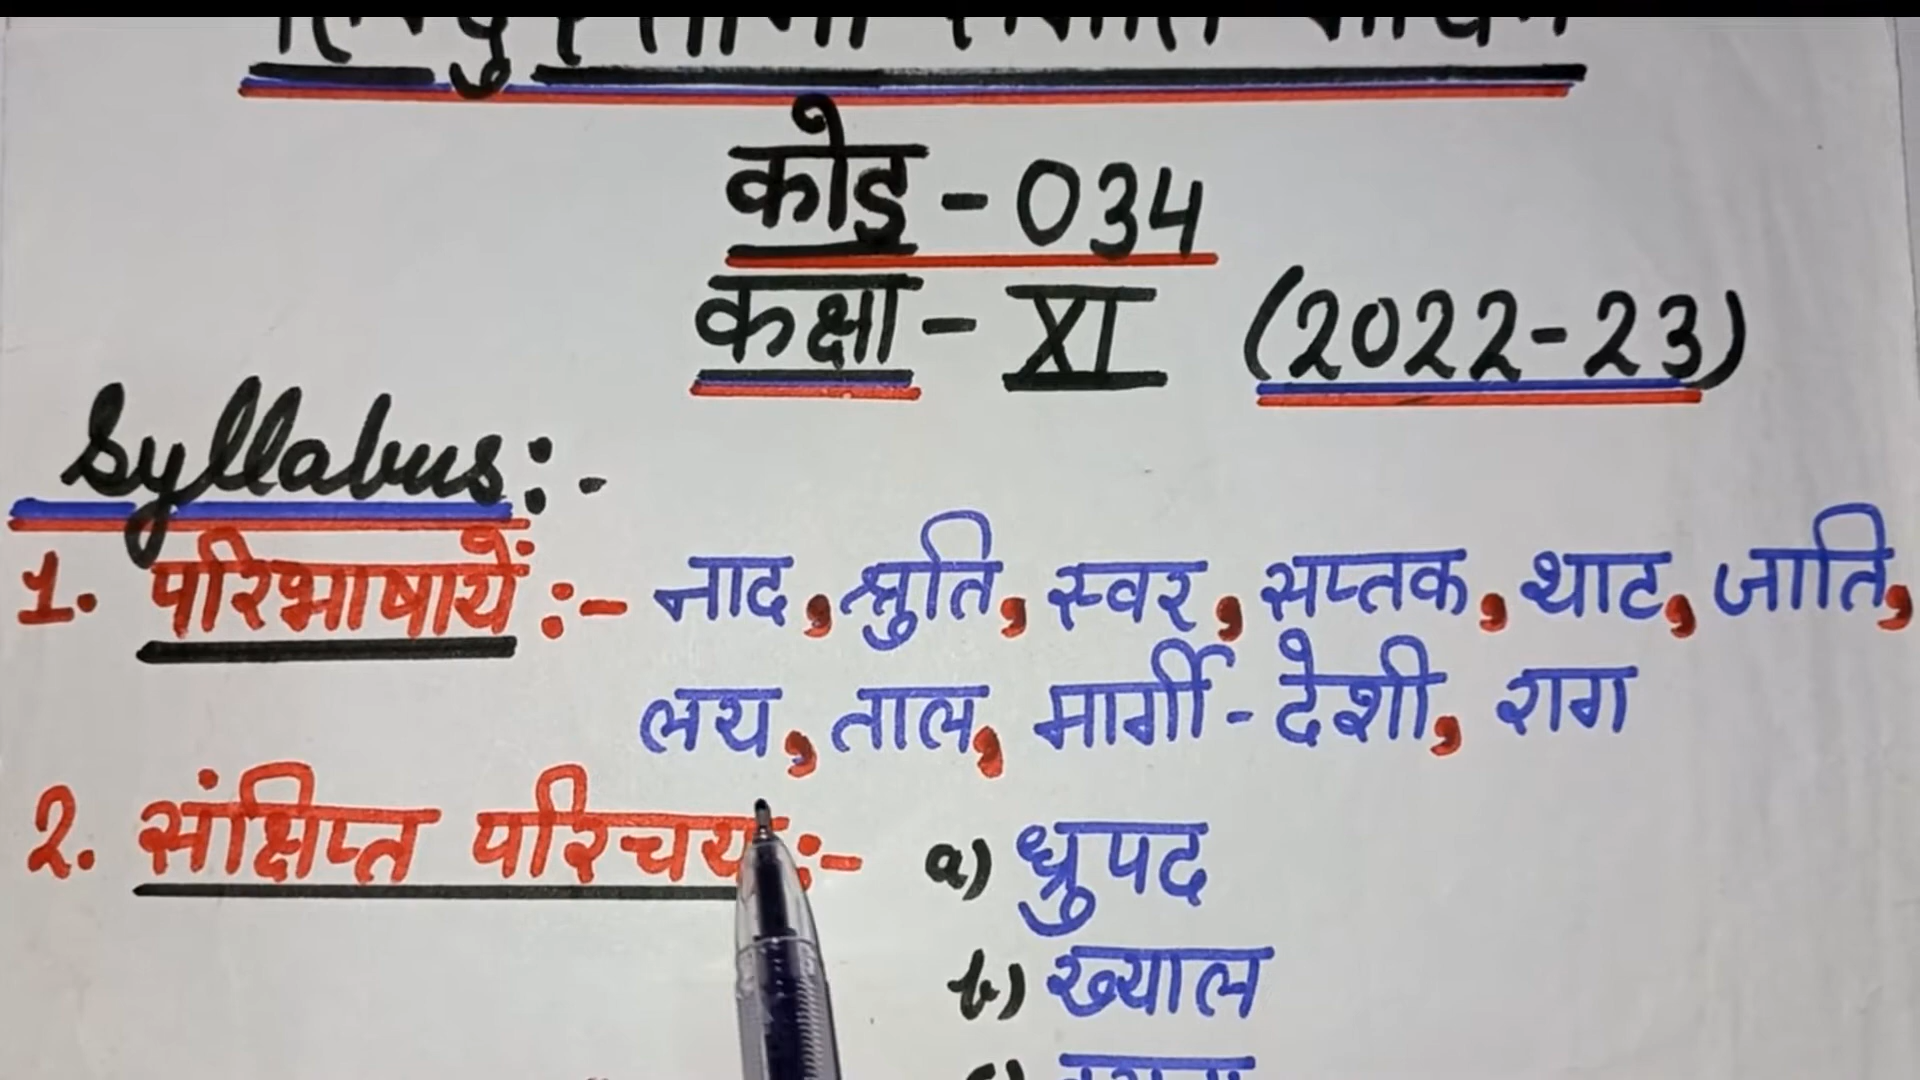 कोड - 034
कक्षा - XI (2022-23)
Syllabus:-
1. परिभाषायें :- नाद, श्रुति, स्वर, सप्तक, थाट, जाति,
लय, ताल, मार्गी - देशी, राग
2. संक्षिप्त परिचय :- a) ध्रुपद
b) ख्याल